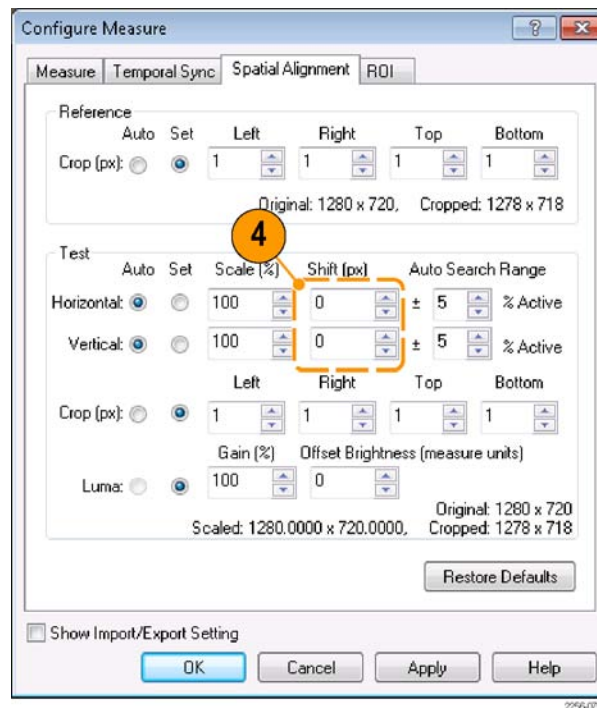 Configure Measure
Measure Temporal Sync Spatial Alignment ROI
Reference
Auto Set Left Right Top Bottom
Crop (px): 1 1 1 1
Original: 1280 x 720, Cropped: 1278 x 718
4
Test
Auto Set Scale (%) Shift (px) Auto Search Range
Horizontal: 100 0 ± 5 % Active
Vertical: 100 0 ± 5 % Active
Left Right Top Bottom
Crop (px): 1 1 1 1
Gain (%) Offset Brightness (measure units)
Luma: 100 0
Original: 1280 x 720
Scaled: 1280.0000 x 720.0000, Cropped: 1278 x 718
Restore Defaults
Show Import/Export Setting
OK Cancel Apply Help